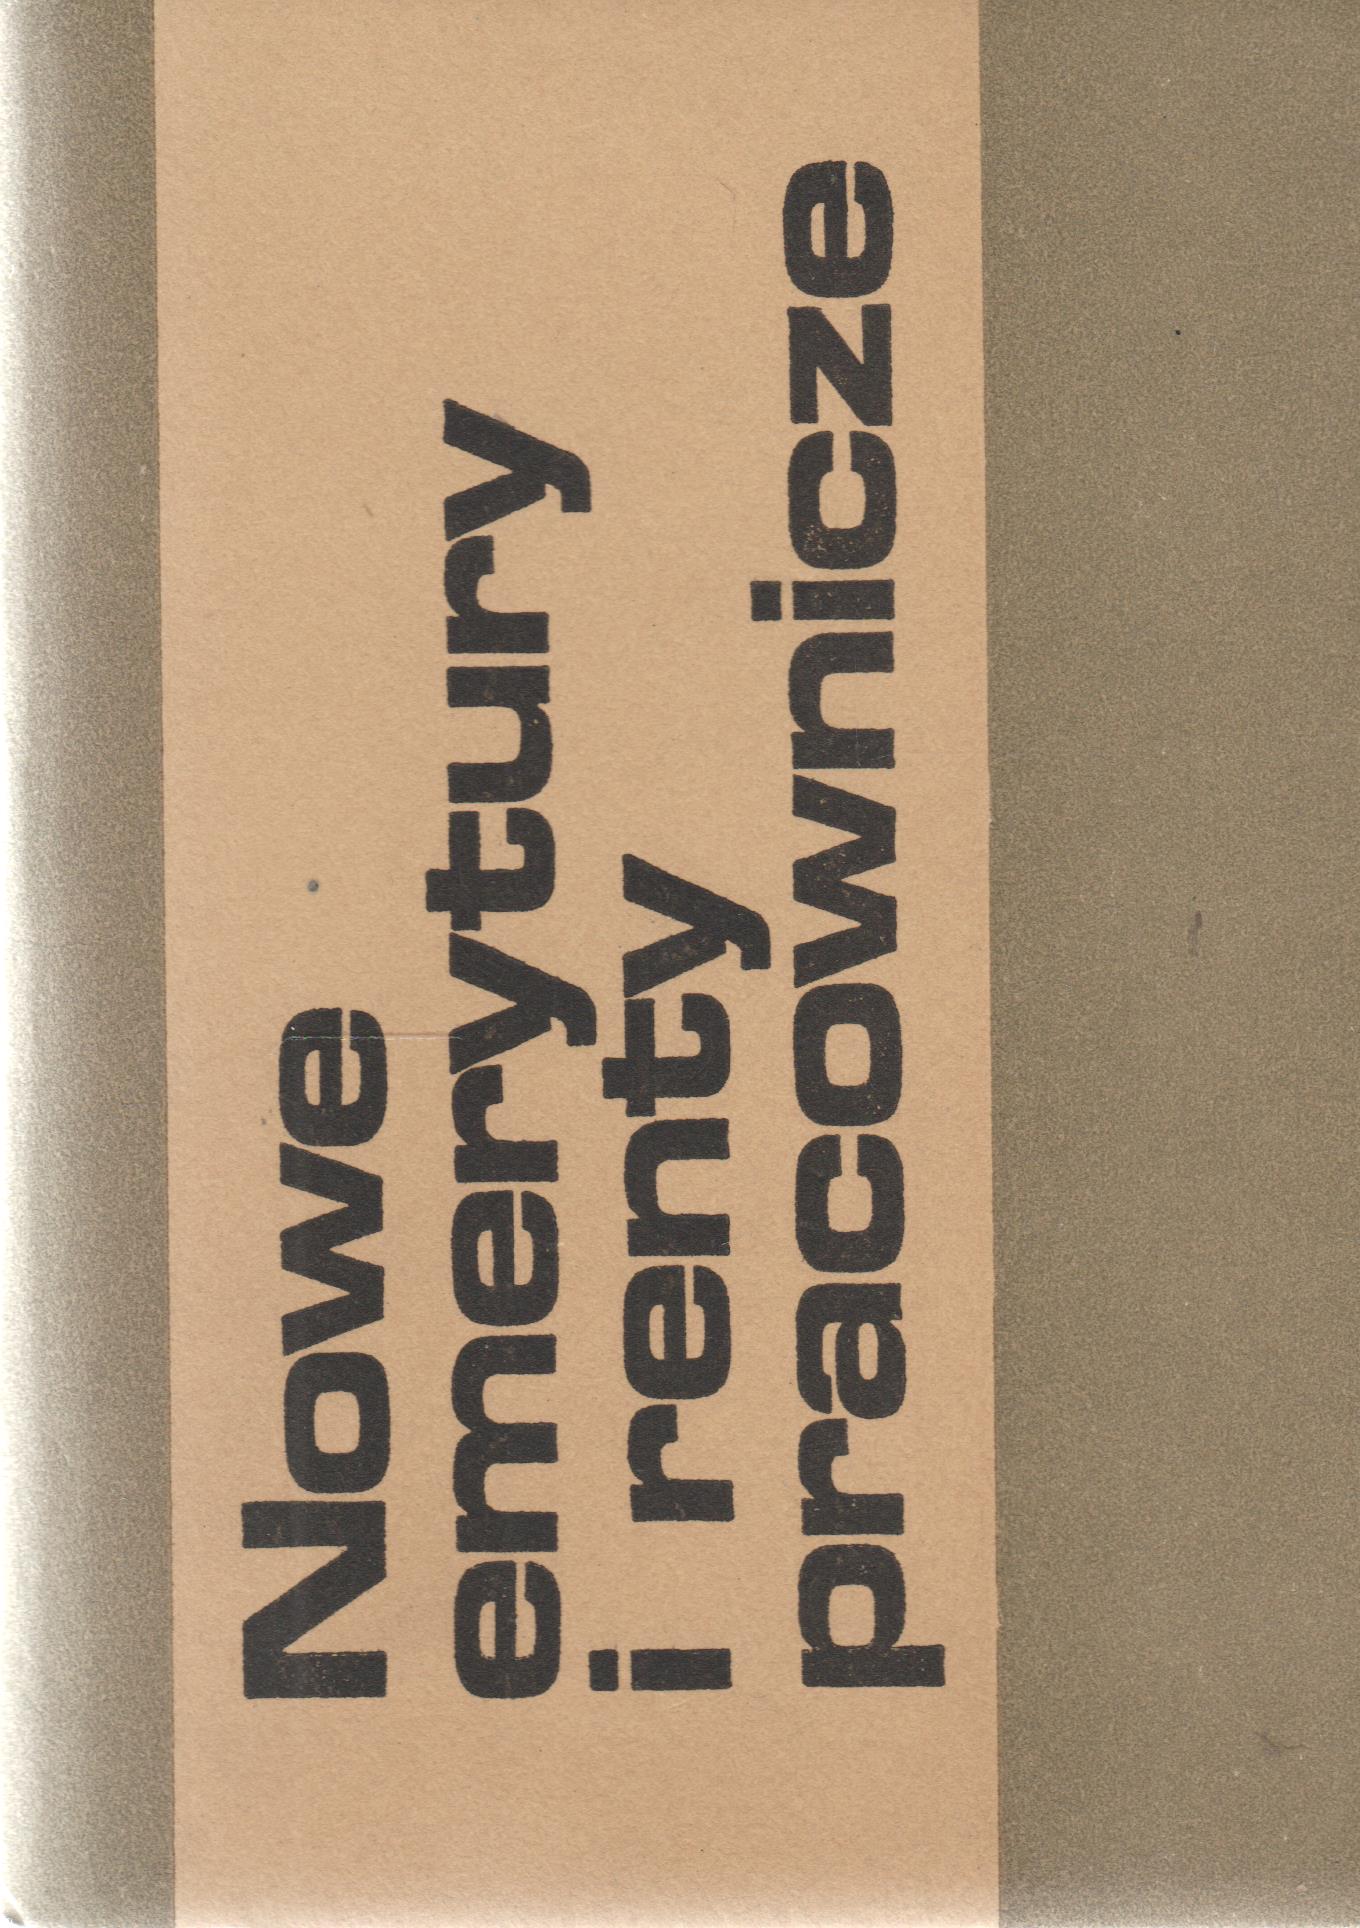 Nowe
emerytury
i renty
pracownicze